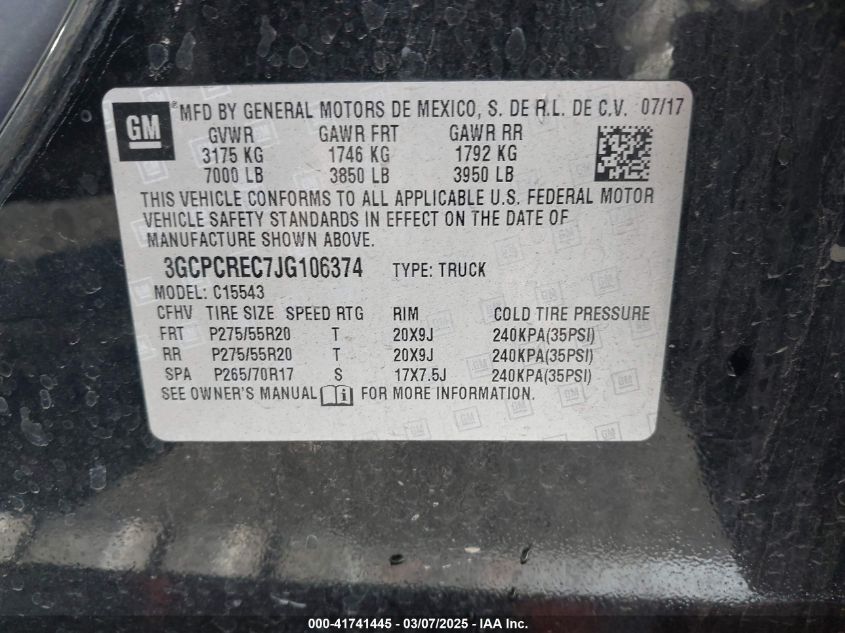 GM ® MFD BY GENERAL MOTORS DE MEXICO, S. DE R.L. DE C.V. 07/17
GVWR GAWR FRT GAWR RR
3175 KG 1746 KG 1792 KG
7000 LB 3850 LB 3950 LB
THIS VEHICLE CONFORMS TO ALL APPLICABLE U.S. FEDERAL MOTOR
VEHICLE SAFETY STANDARDS IN EFFECT ON THE DATE OF
MANUFACTURE SHOWN ABOVE.
3GCPCREC7JG106374 TYPE: TRUCK
MODEL: C15543
CFHV TIRE SIZE SPEED RTG RIM COLD TIRE PRESSURE
FRT P275/55R20 T 20X9J 240KPA(35PSI)
RR P275/55R20 T 20X9J 240KPA(35PSI)
SPA P265/70R17 S 17X7.5J 240KPA(35PSI)
SEE OWNER'S MANUAL FOR MORE INFORMATION.
000-41741445 - 03/07/2025 - IAA Inc.